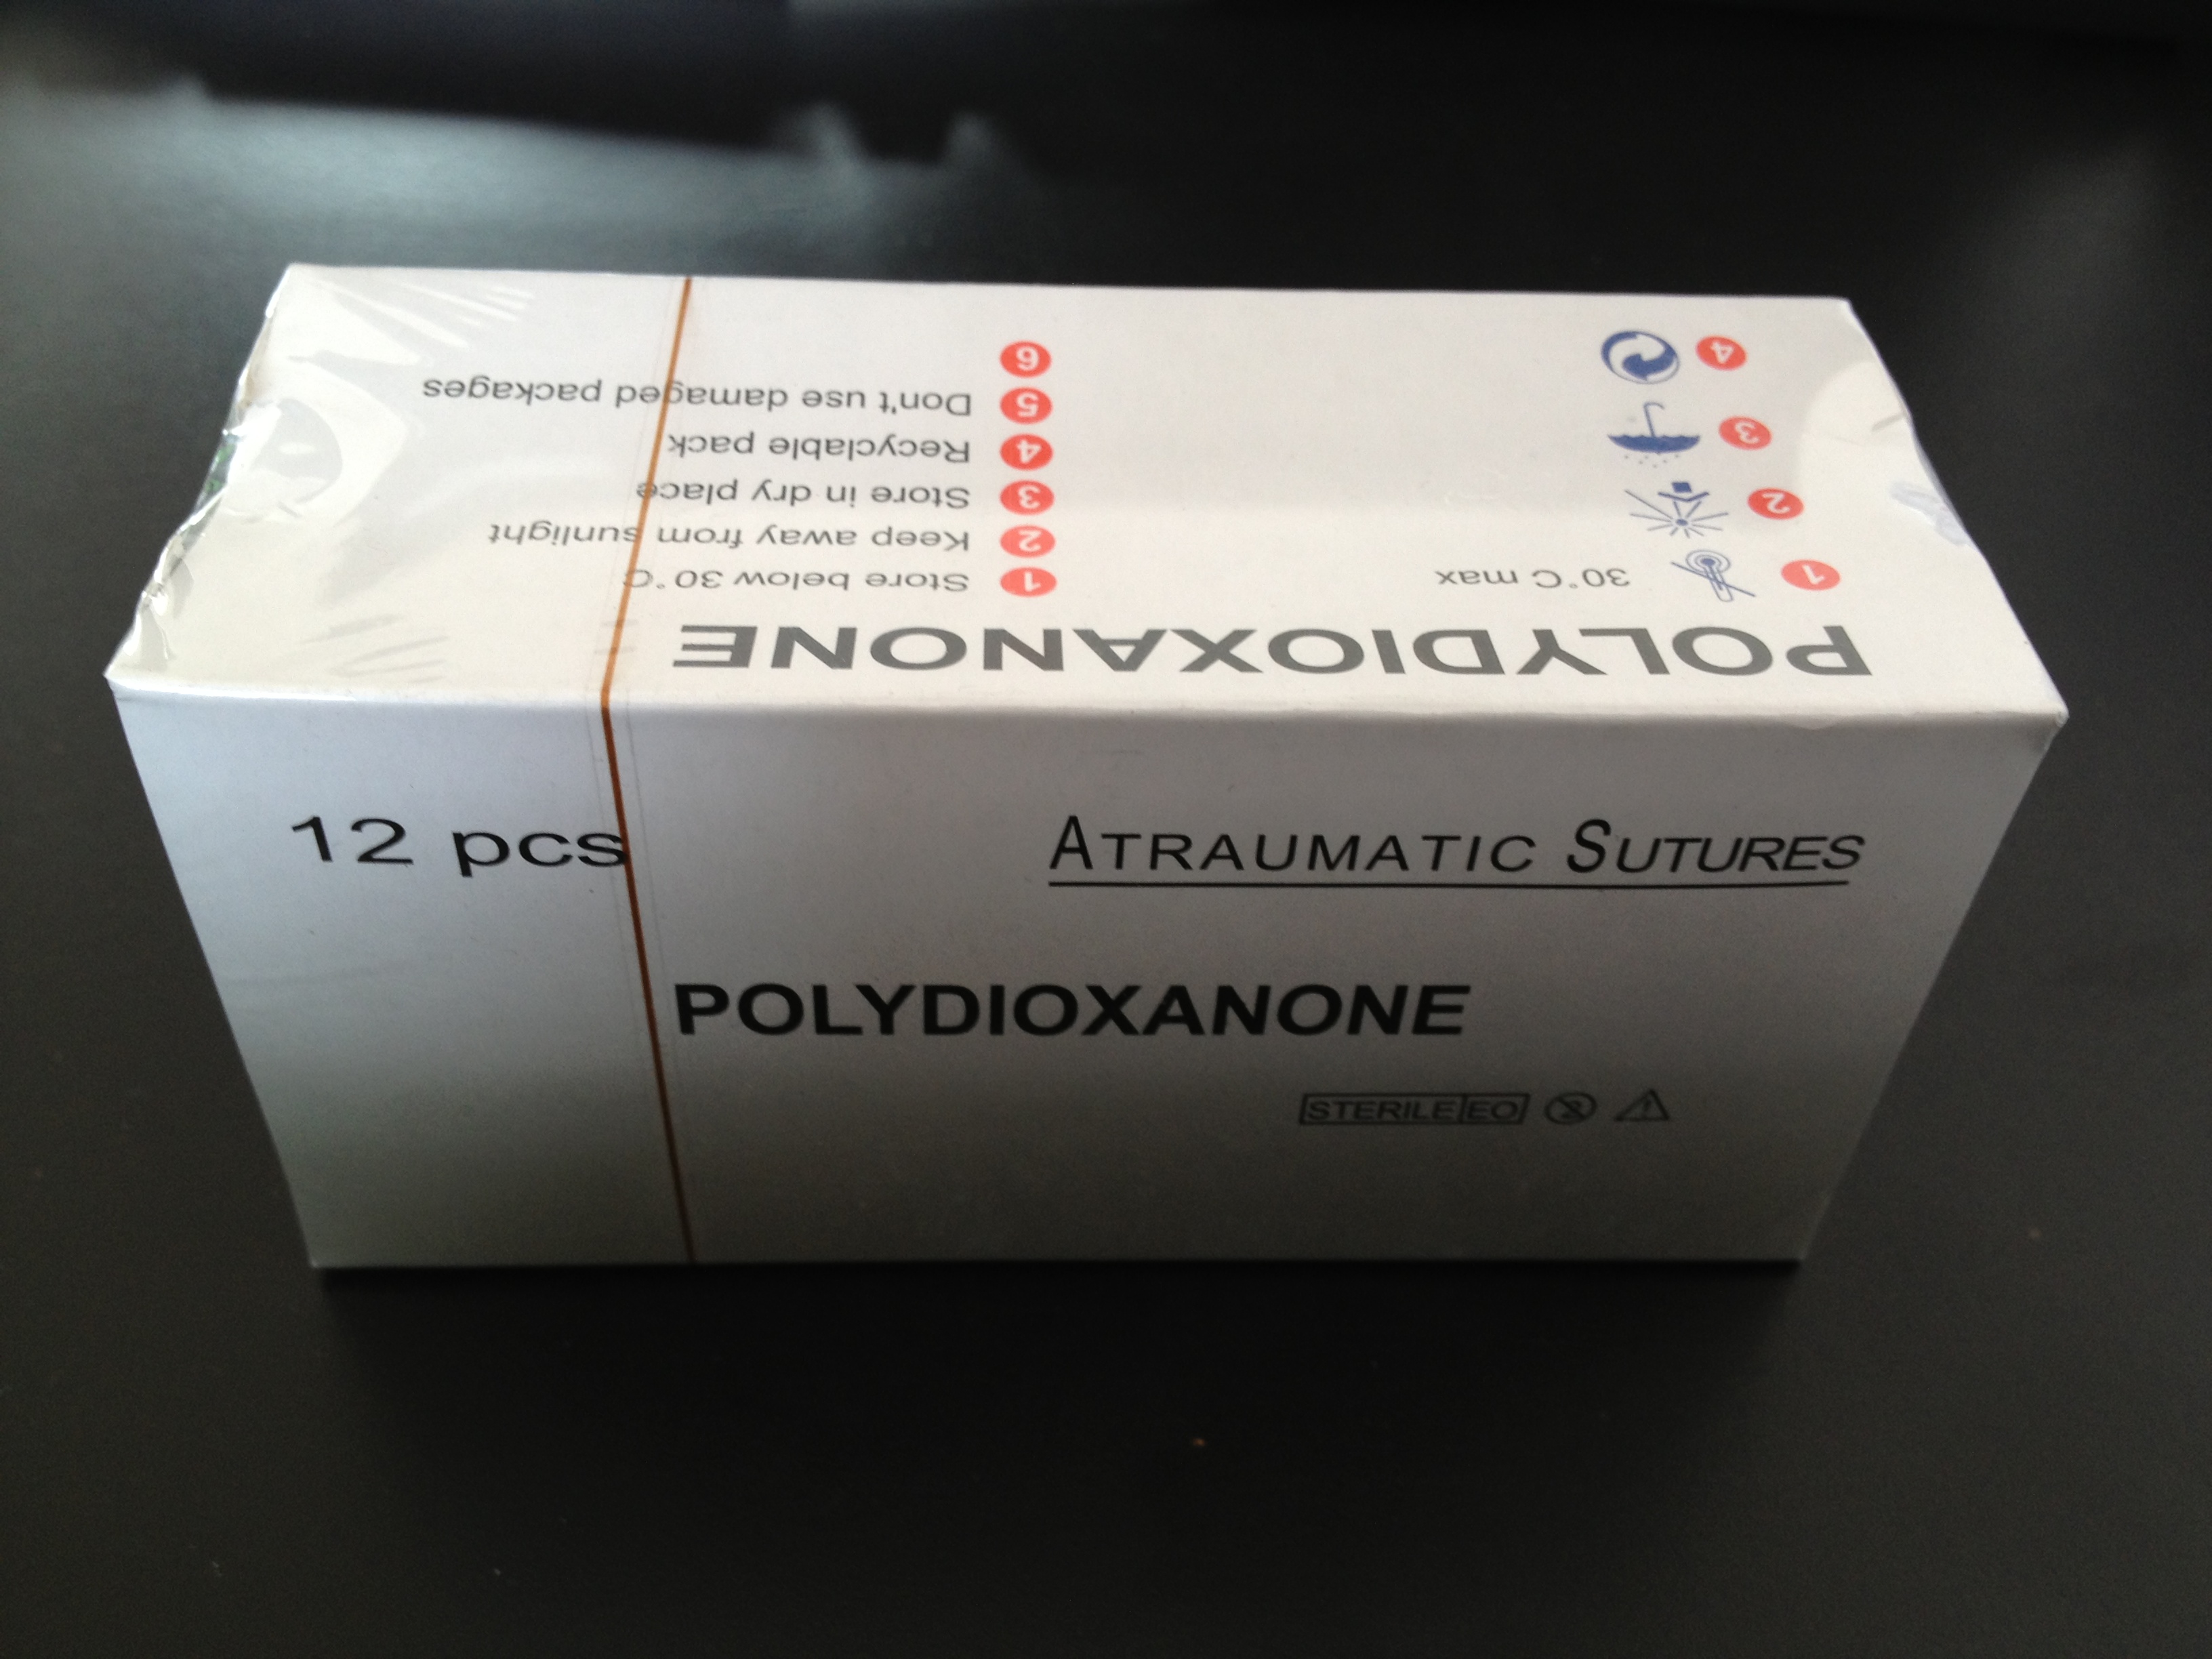 POLYDIOXANONE
1 30°C max
2
3
4
1 Store below 30°C
2 Keep away from sunlight
3 Store in dry place
4 Recyclable pack
5 Don't use damaged packages
6
12 pcs
ATRAUMATIC SUTURES
POLYDIOXANONE
STERILE EO 2 !